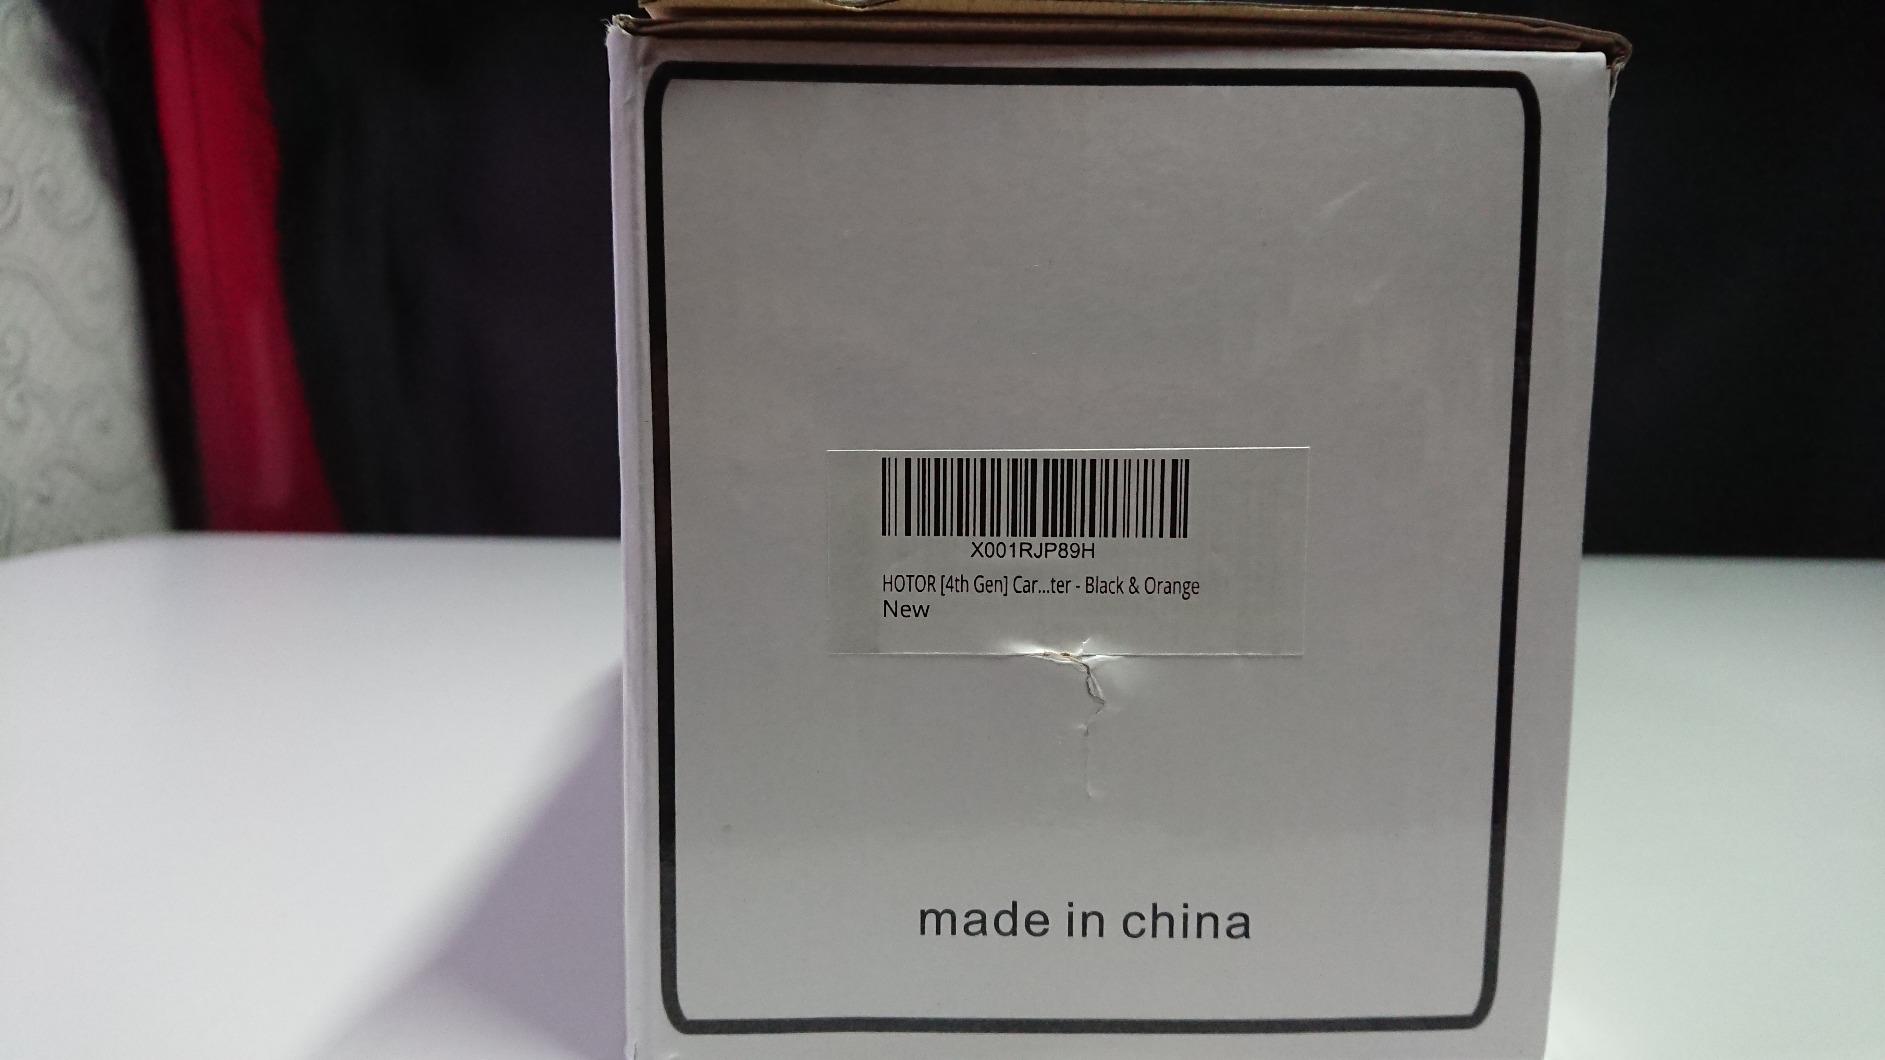 X001RJP89H
HOTOR [4th Gen] Car...ter - Black & Orange
New
made in china